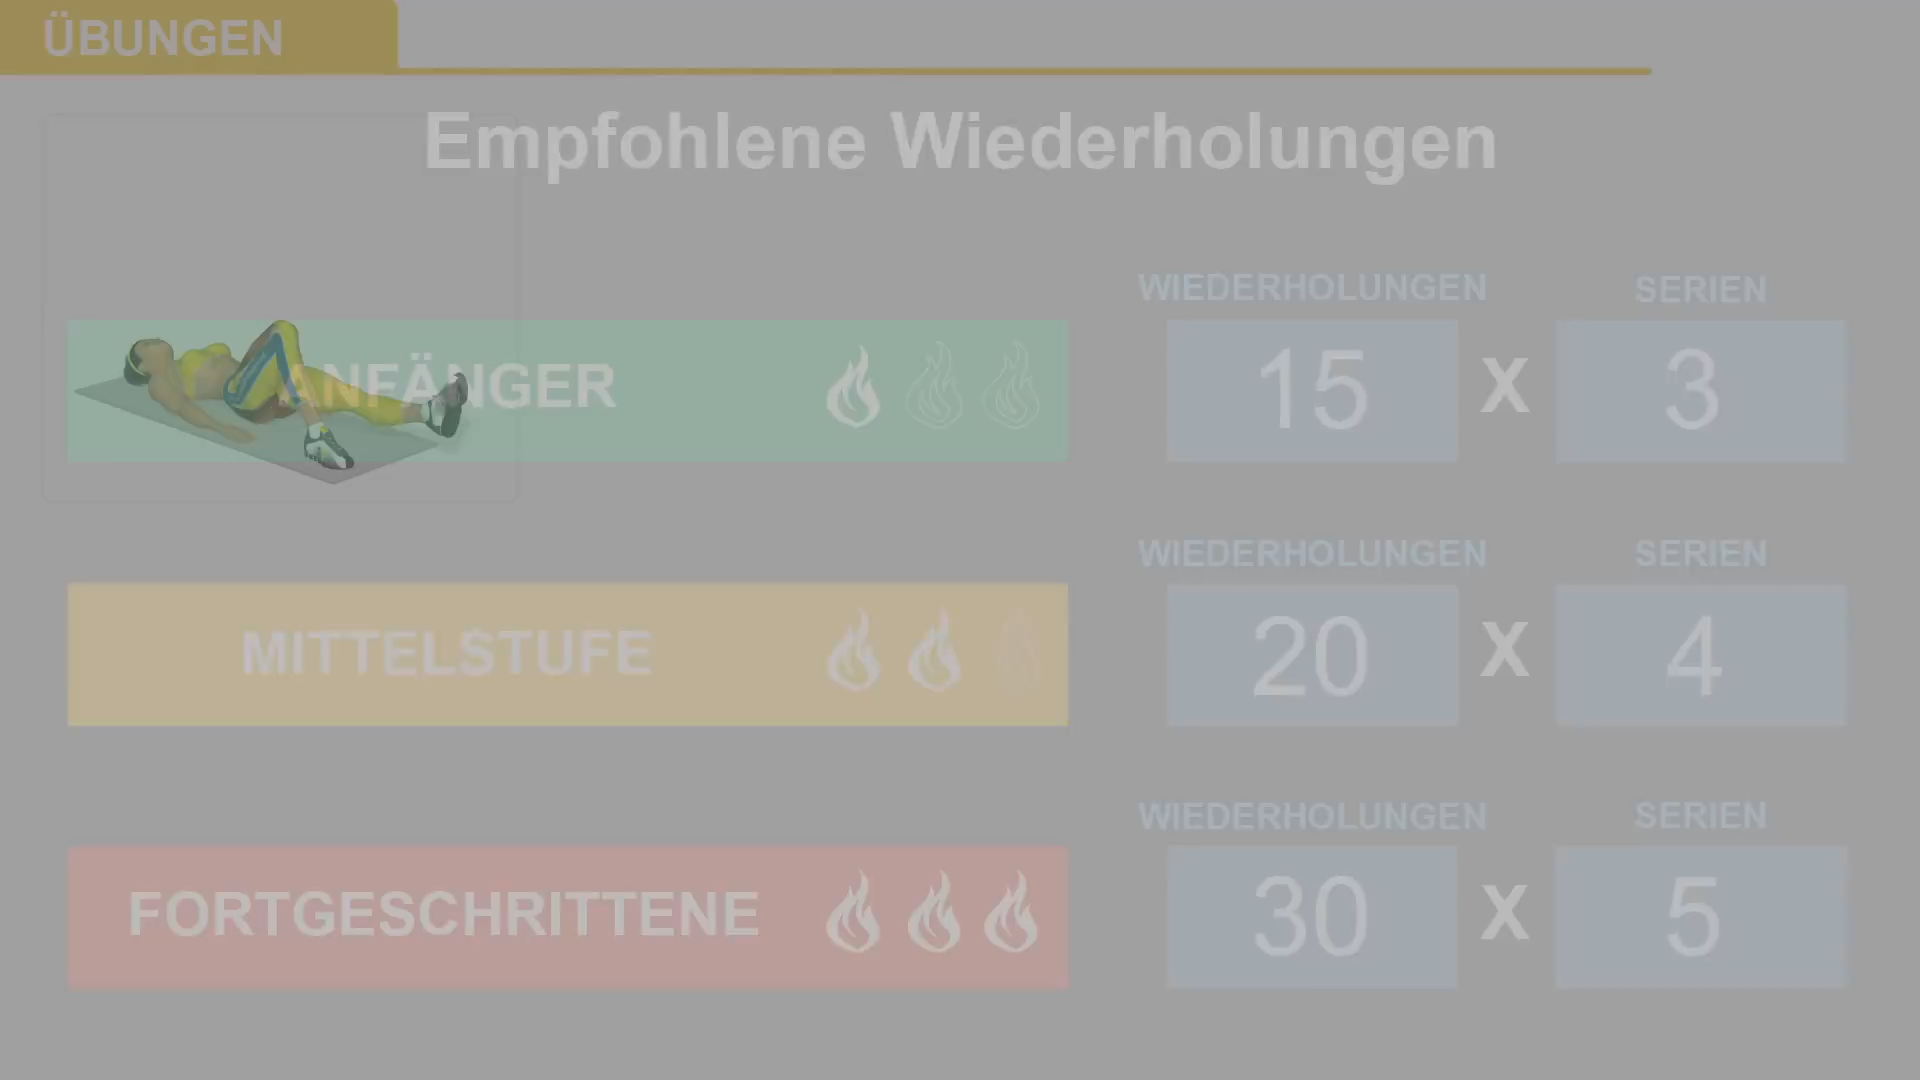 ÜBUNGEN
Empfohlene Wiederholungen
WIEDERHOLUNGEN SERIEN
ANFÄNGER 15 X 3
WIEDERHOLUNGEN SERIEN
MITTELSTUFE 20 X 4
WIEDERHOLUNGEN SERIEN
FORTGESCHRITTENE 30 X 5